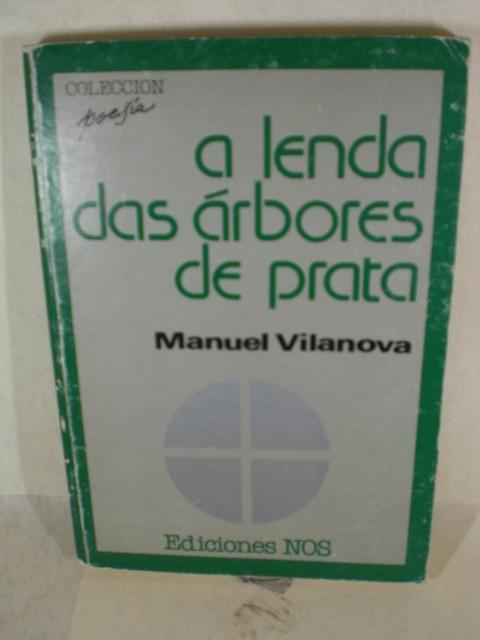 COLECCION
poesía
a lenda
das árbores
de prata
Manuel Vilanova
Ediciones NOS